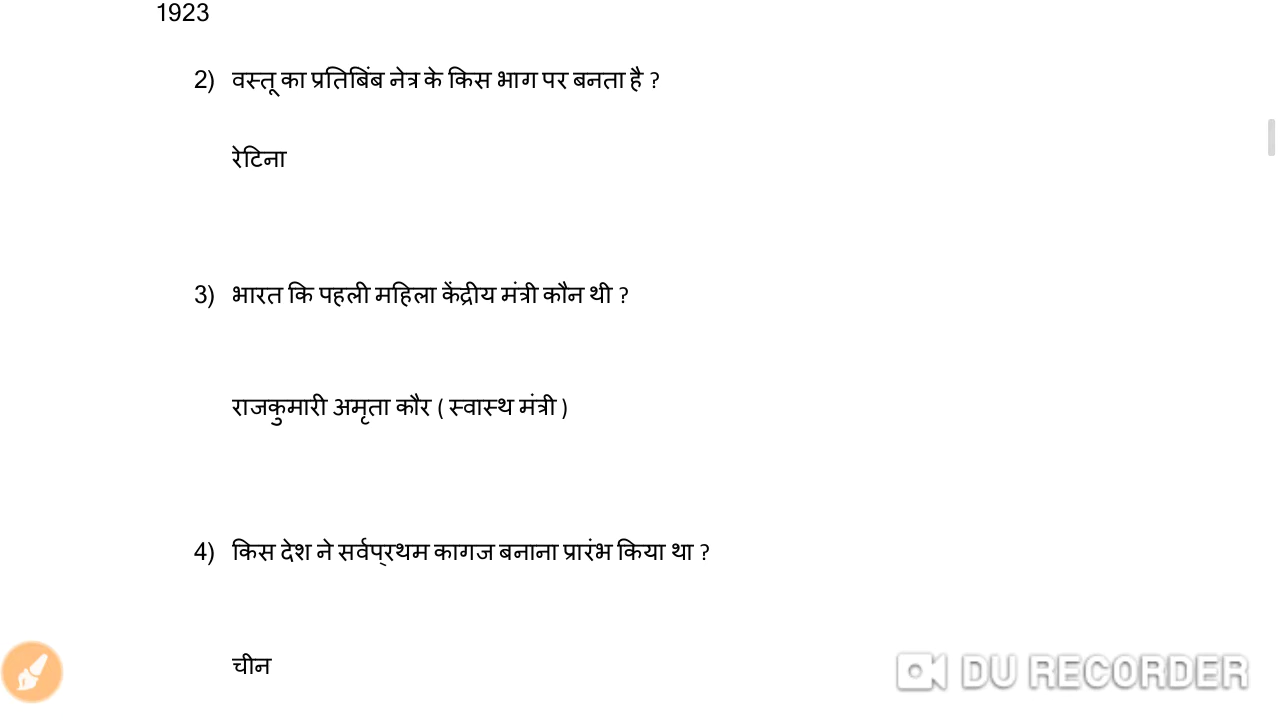 1923
2) वस्तू का प्रतिबिंब नेत्र के किस भाग पर बनता है ?
रेटिना
3) भारत कि पहली महिला केंद्रीय मंत्री कौन थी ?
राजकुमारी अमृता कौर ( स्वास्थ मंत्री )
4) किस देश ने सर्वप्रथम कागज बनाना प्रारंभ किया था ?
चीन
DU RECORDER